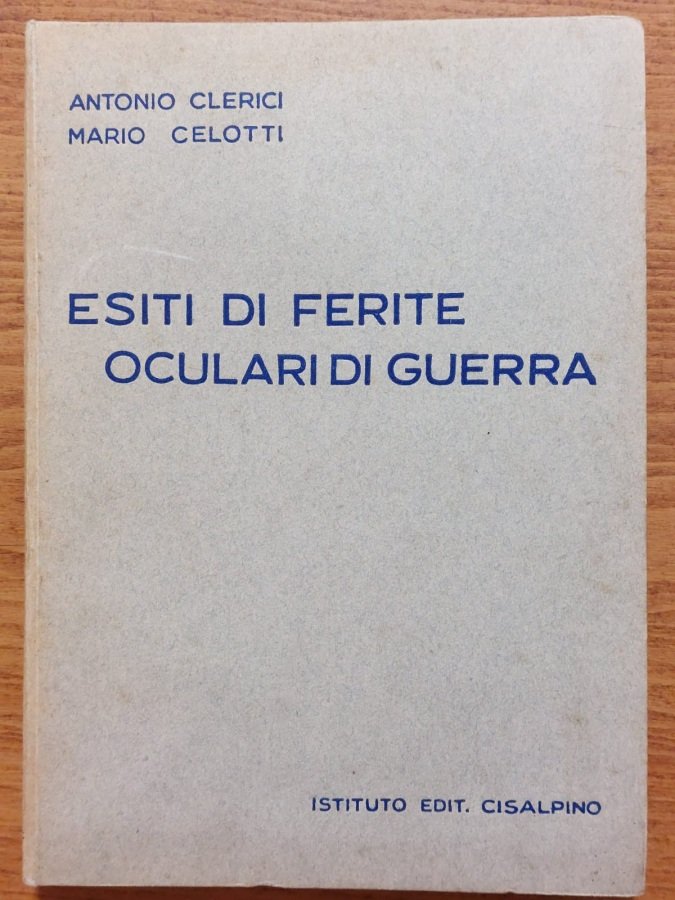 ANTONIO CLERICI
MARIO CELOTTI
ESITI DI FERITE
OCULARI DI GUERRA
ISTITUTO EDIT. CISALPINO